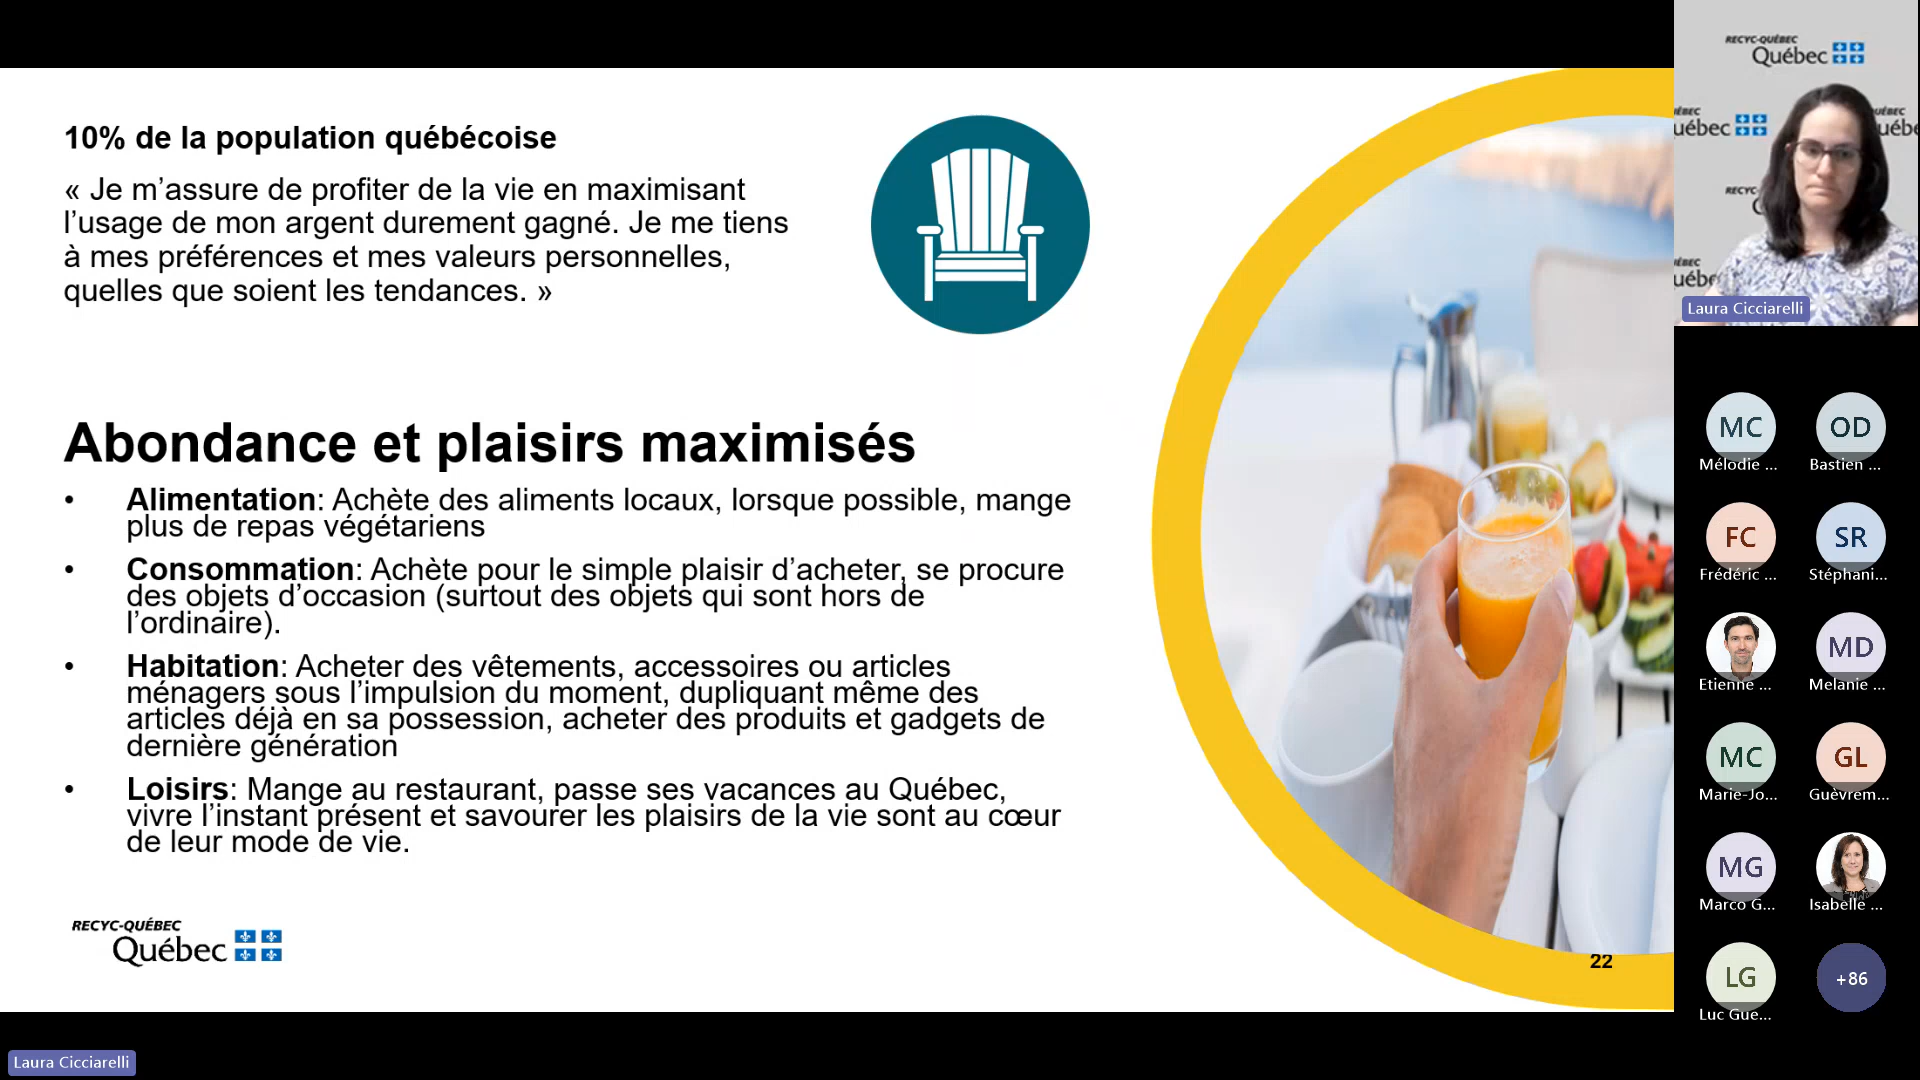 10% de la population québécoise
« Je m’assure de profiter de la vie en maximisant
l’usage de mon argent durement gagné. Je me tiens
à mes préférences et mes valeurs personnelles,
quelles que soient les tendances. »
Abondance et plaisirs maximisés
• Alimentation: Achète des aliments locaux, lorsque possible, mange
plus de repas végétariens
• Consommation: Achète pour le simple plaisir d’acheter, se procure
des objets d’occasion (surtout des objets qui sont hors de
l’ordinaire).
• Habitation: Acheter des vêtements, accessoires ou articles
ménagers sous l’impulsion du moment, dupliquant même des
articles déjà en sa possession, acheter des produits et gadgets de
dernière génération
• Loisirs: Mange au restaurant, passe ses vacances au Québec,
vivre l’instant présent et savourer les plaisirs de la vie sont au cœur
de leur mode de vie.
RECYC-QUÉBEC
Québec
22
Laura Cicciarelli
RECYC-QUÉBEC
Québec
Laura Cicciarelli
MC
OD
Mélodie ...
Bastien ...
FC
SR
Frédéric ...
Stéphani...
Etienne ...
MD
Melanie ...
MC
GL
Marie-Jo...
Guèvrem...
MG
Marco G...
Isabelle ...
LG
+86
Luc Gue...